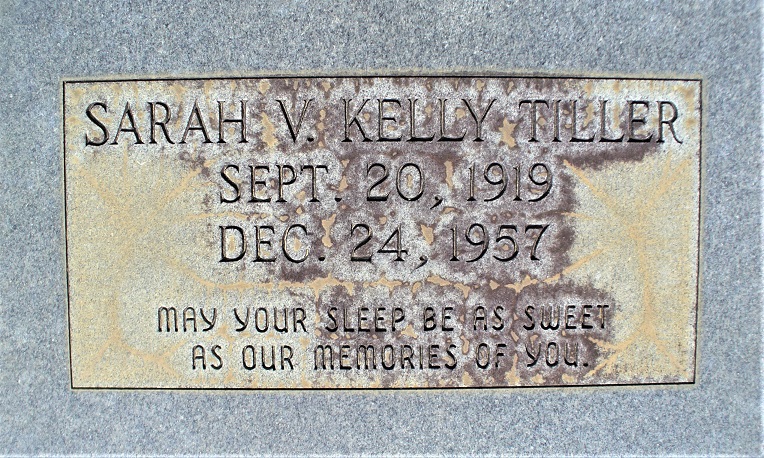 SARAH V. KELLY TILLER
SEPT. 20, 1919
DEC. 24, 1957
MAY YOUR SLEEP BE AS SWEET
AS OUR MEMORIES OF YOU.